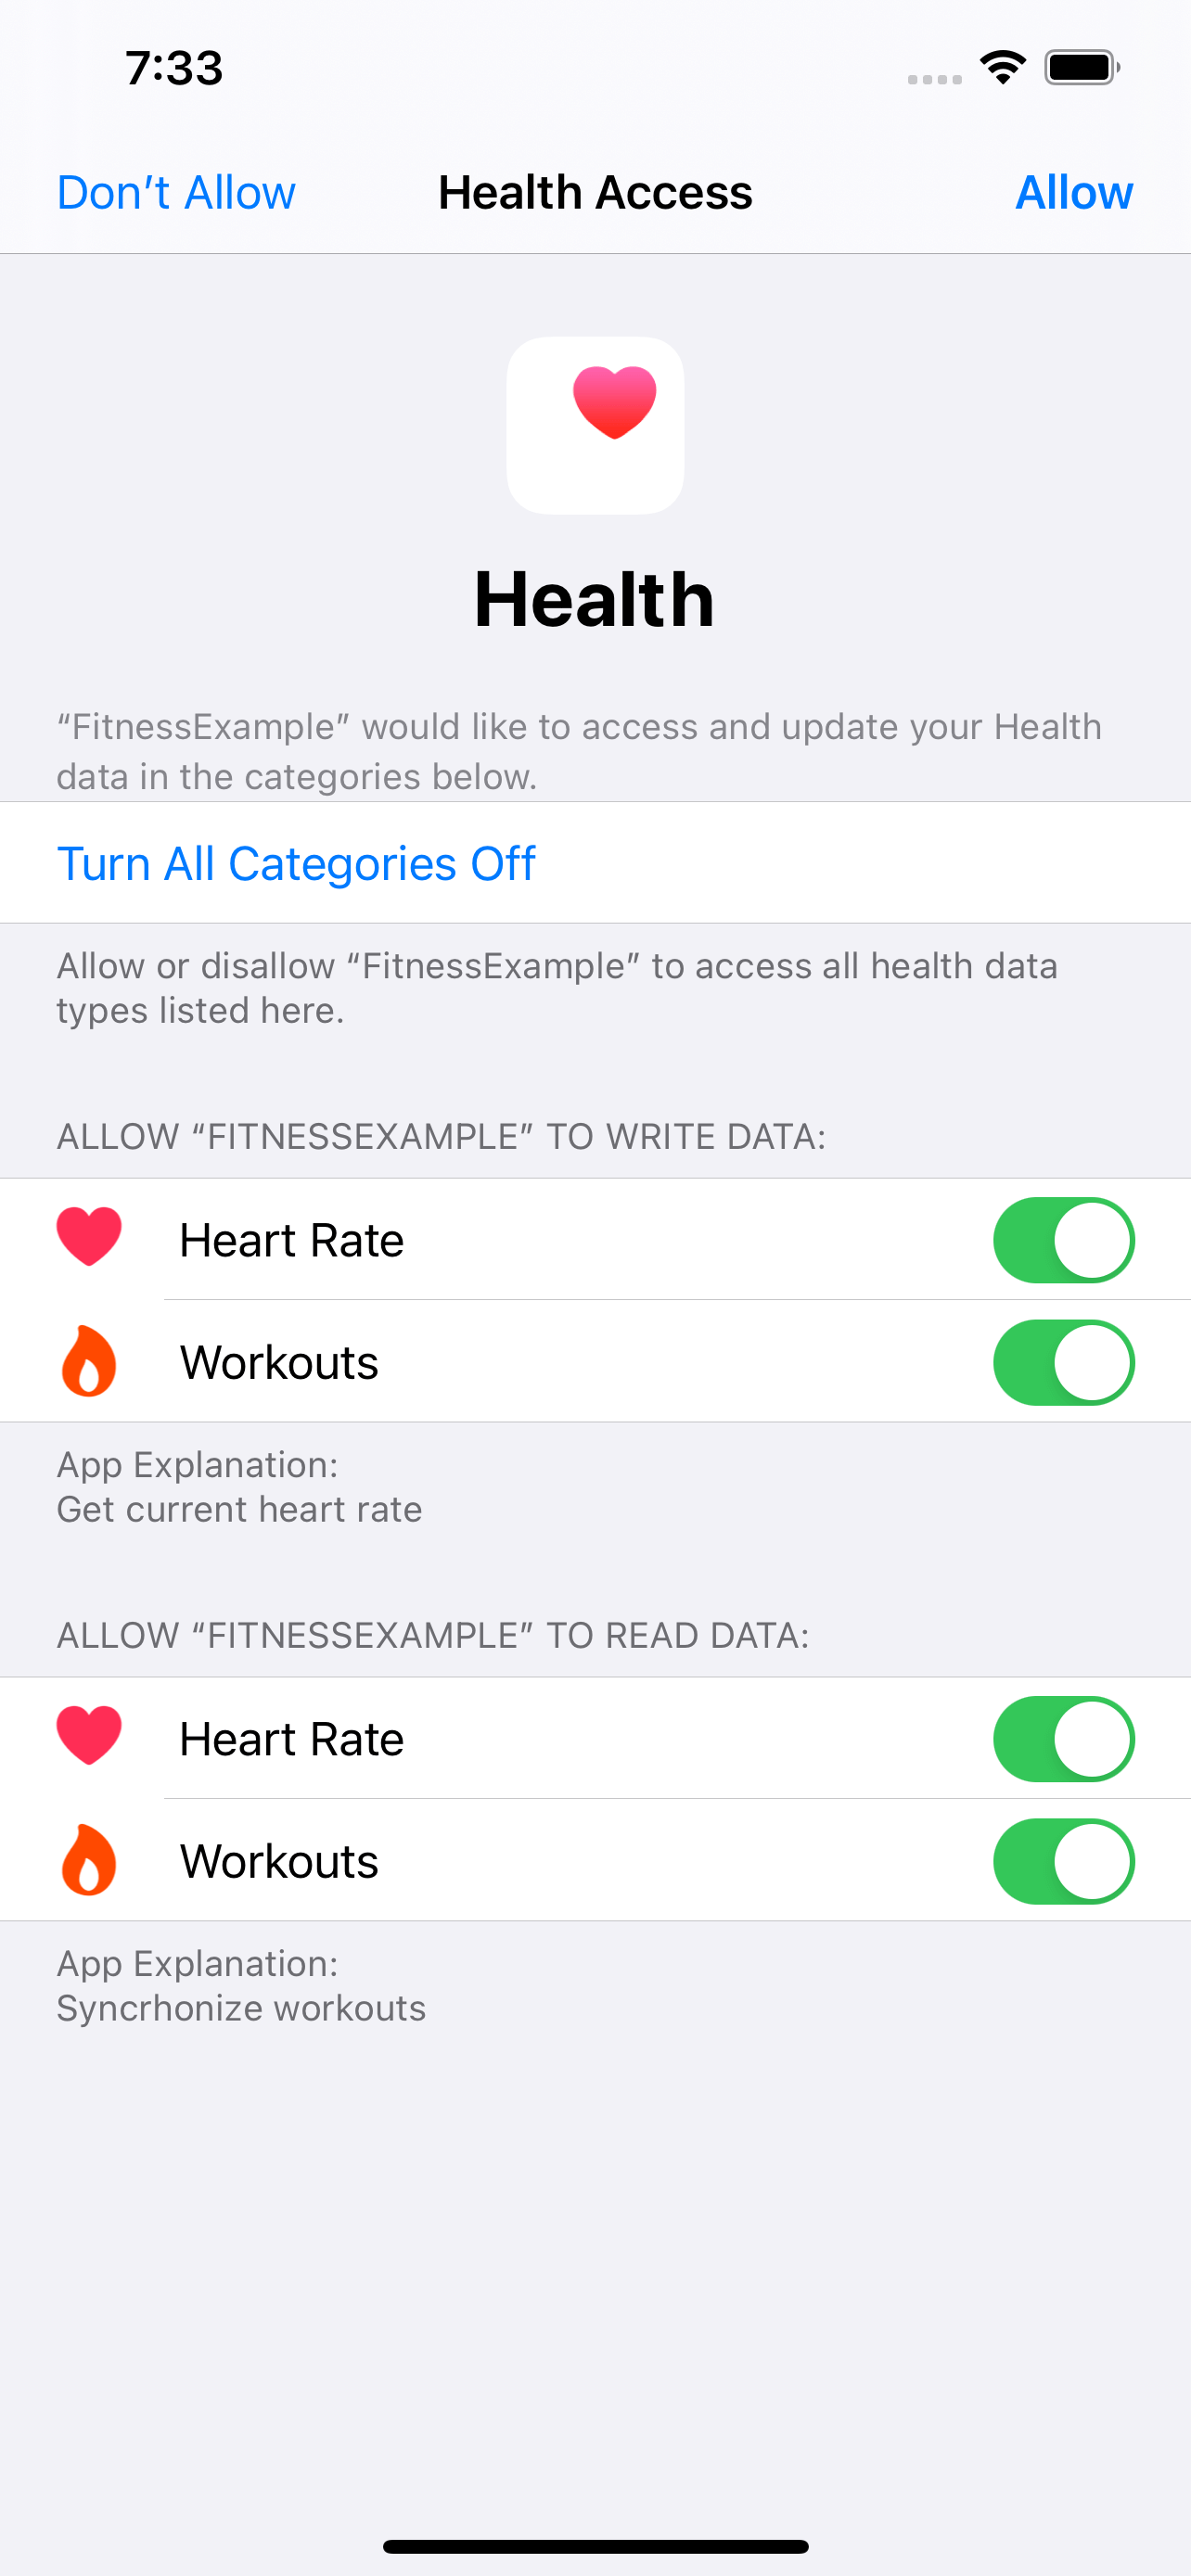 7:33
Don’t Allow
Health Access
Allow
Health
“FitnessExample” would like to access and update your Health
data in the categories below.
Turn All Categories Off
Allow or disallow “FitnessExample” to access all health data
types listed here.
ALLOW “FITNESSEXAMPLE” TO WRITE DATA:
Heart Rate
Workouts
App Explanation:
Get current heart rate
ALLOW “FITNESSEXAMPLE” TO READ DATA:
Heart Rate
Workouts
App Explanation:
Syncrhonize workouts